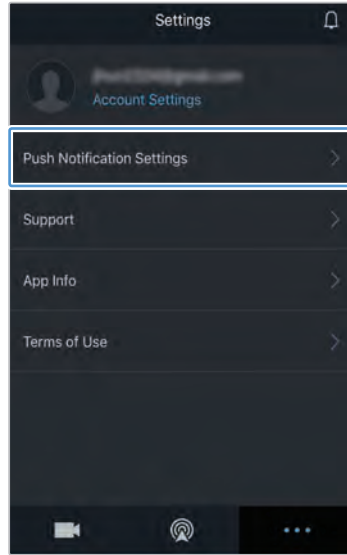 Settings
Account Settings
Push Notification Settings
Support
App Info
Terms of Use